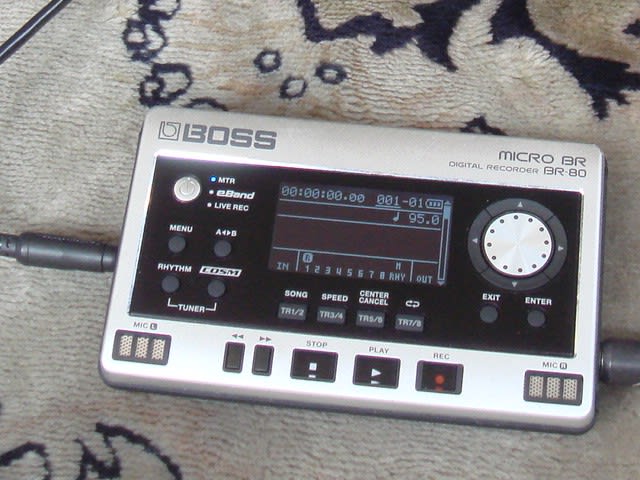 BOSS
MICRO BR
DIGITAL RECORDER BR-80
MTR
eBand
LIVE REC
MENU
A◂▸B
RHYTHM
COSM
TUNER
00:00:00.00 001-01
♩ 95.0
IN 1 2 3 4 5 6 7 8 RHY OUT
M
SONG
SPEED
CENTER CANCEL
TR1/2
TR3/4
TR5/6
TR7/8
EXIT
ENTER
MIC L
STOP
PLAY
REC
MIC R